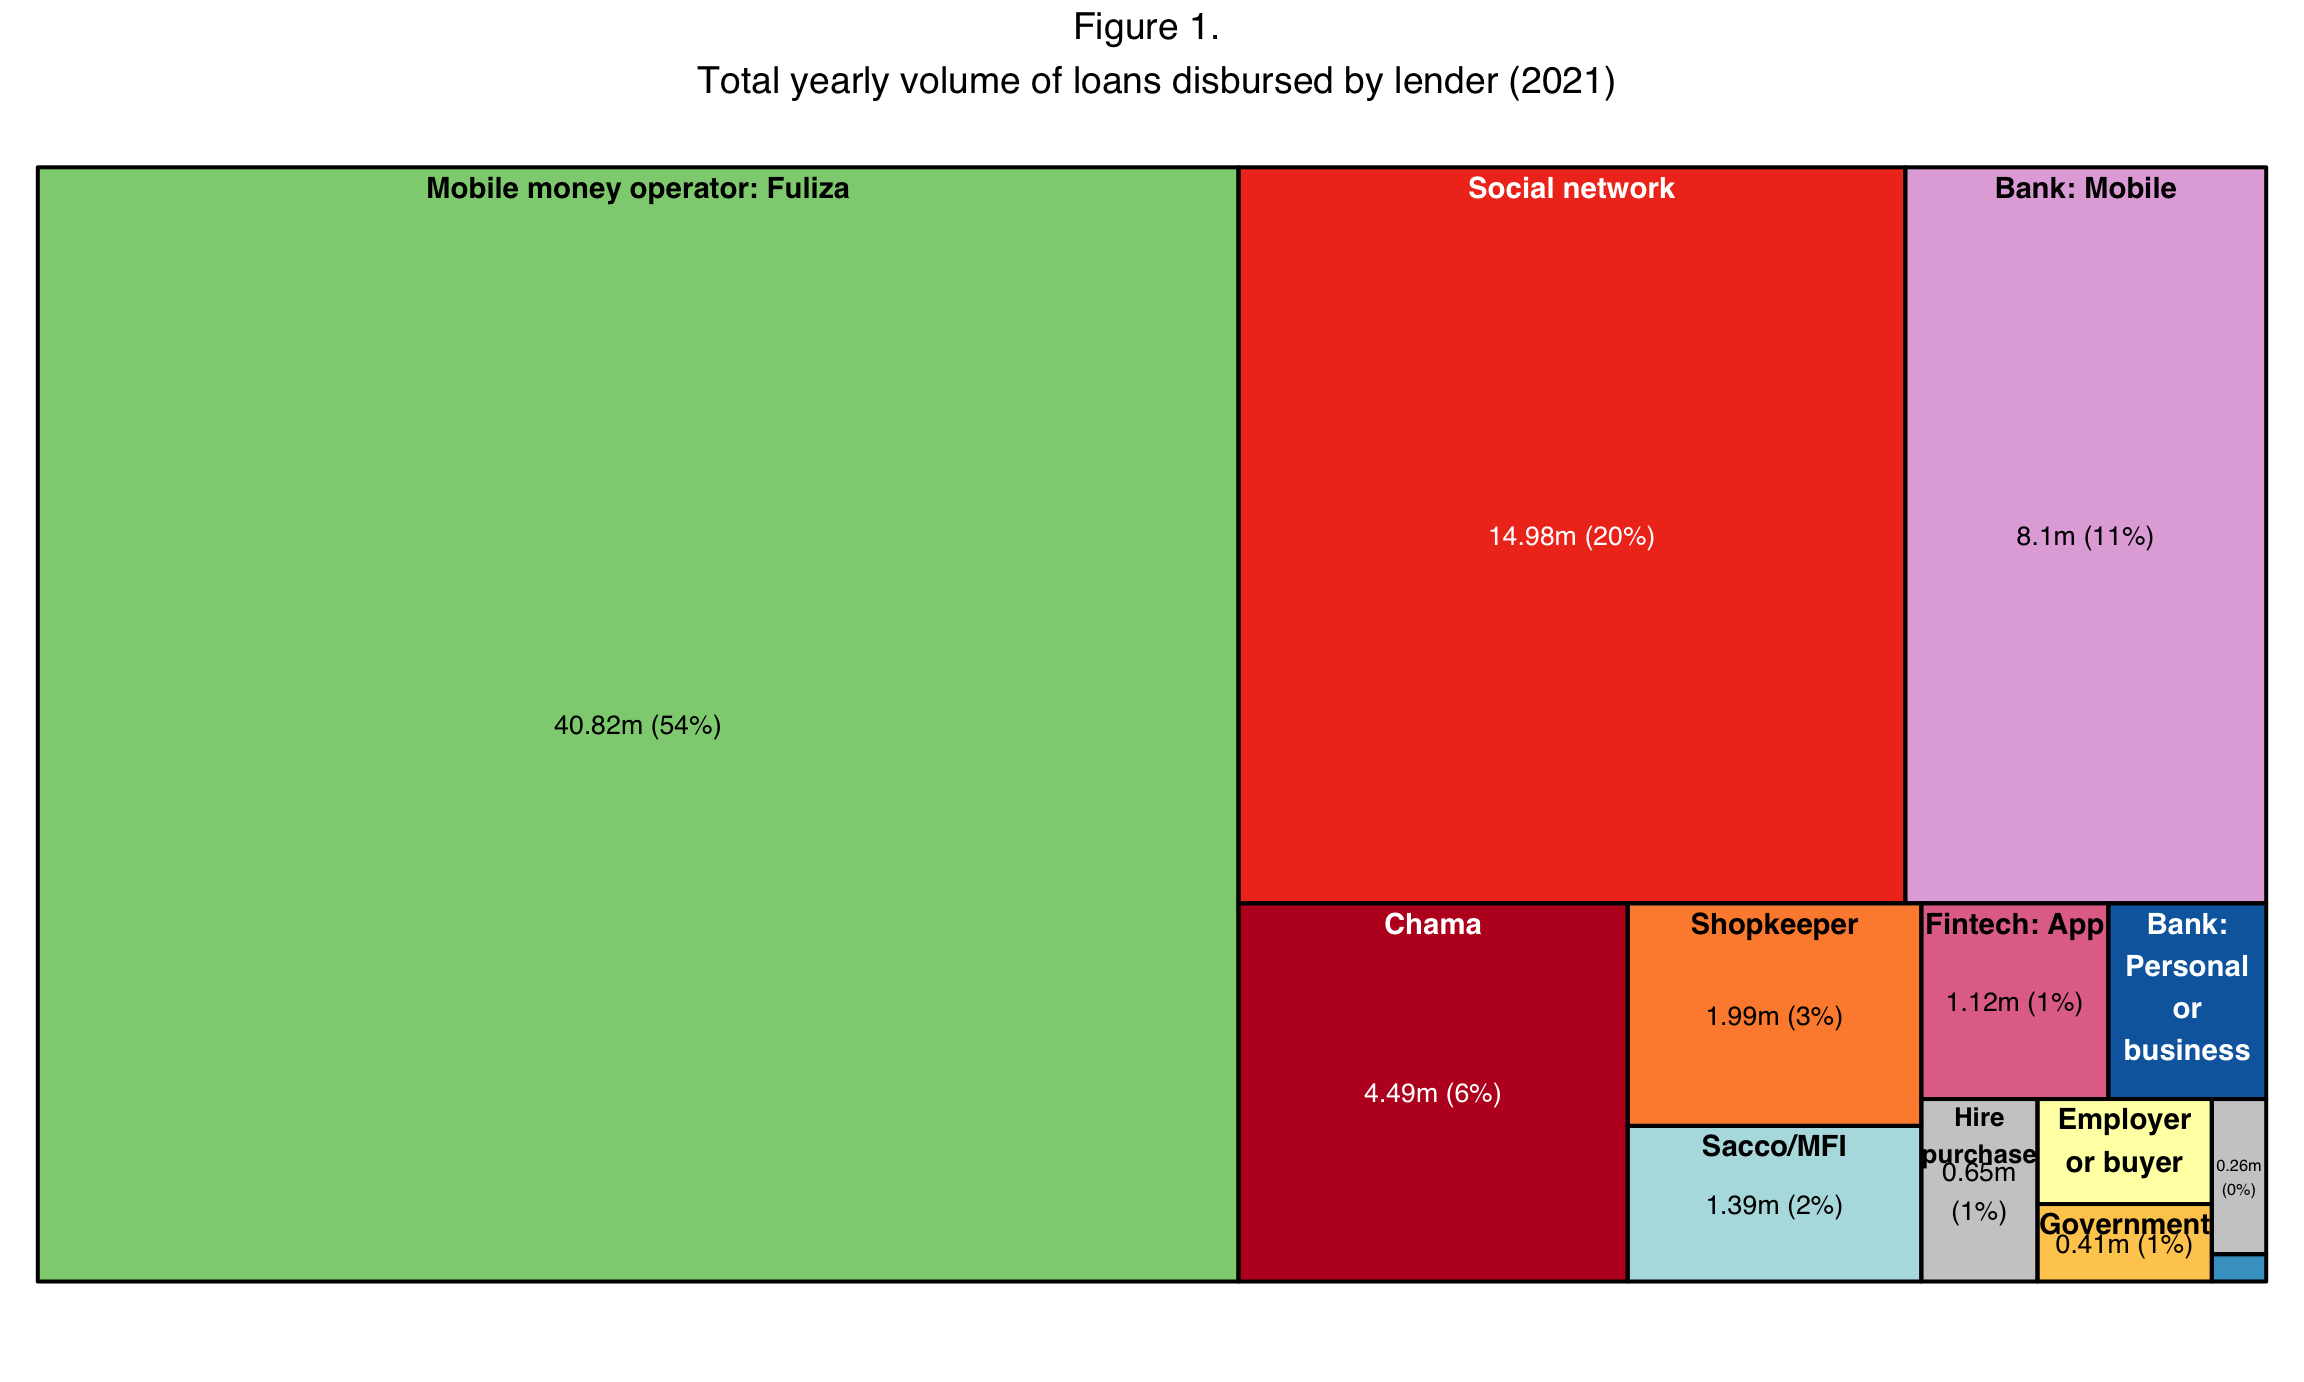 Figure 1.
Total yearly volume of loans disbursed by lender (2021)
Mobile money operator: Fuliza
40.82m (54%)
Social network
14.98m (20%)
Bank: Mobile
8.1m (11%)
Chama
4.49m (6%)
Shopkeeper
1.99m (3%)
Sacco/MFI
1.39m (2%)
Fintech: App
1.12m (1%)
Bank:
Personal
or
business
Hire
purchase
0.65m
(1%)
Employer
or buyer
Government
0.41m (1%)
0.26m
(0%)